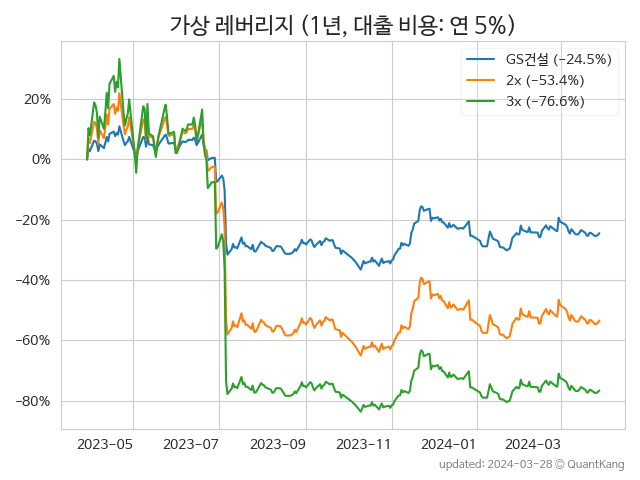 가상 레버리지 (1년, 대출 비용: 연 5%)
GS건설 (−24.5%)
2x (−53.4%)
3x (−76.6%)
20%
0%
−20%
−40%
−60%
−80%
2023-05
2023-07
2023-09
2023-11
2024-01
2024-03
updated: 2024-03-28 © QuantKang